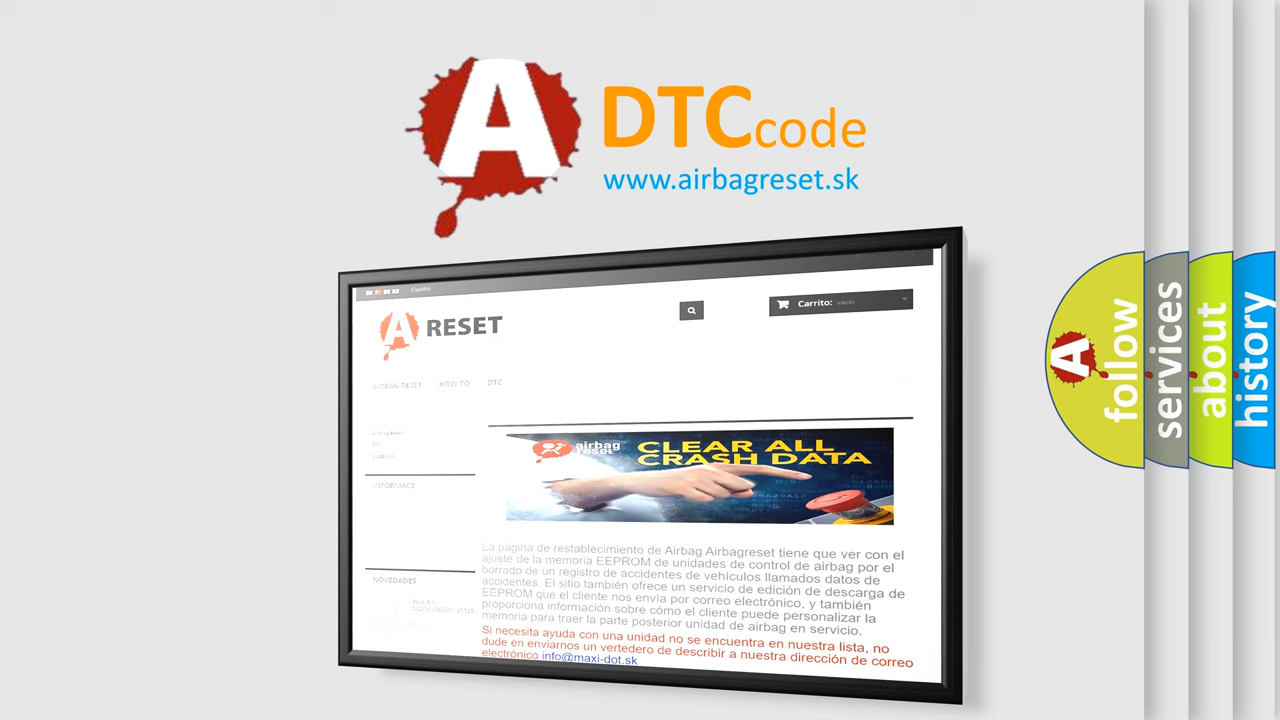 A
DTCcode
www.airbagreset.sk
Español
A RESET
Carrito: vacío
AIRBAG RESET HOW TO DTC
INFORMACE
airbag
reset
CLEAR ALL
CRASH DATA
La página de restablecimiento de Airbag Airbagreset tiene que ver con el
ajuste de la memoria EEPROM de unidades de control de airbag por el
borrado de un registro de accidentes de vehículos llamados datos de
accidentes. El sitio también ofrece un servicio de edición de descarga de
EEPROM que el cliente nos envía por correo electrónico, y también
proporciona información sobre cómo el cliente puede personalizar la
memoria para traer la parte posterior unidad de airbag en servicio.
Si necesita ayuda con una unidad no se encuentra en nuestra lista, no
dude en enviarnos un vertedero de describir a nuestra dirección de correo
electrónico info@maxi-dot.sk
NOVEDADES
A
follow
services
about
history